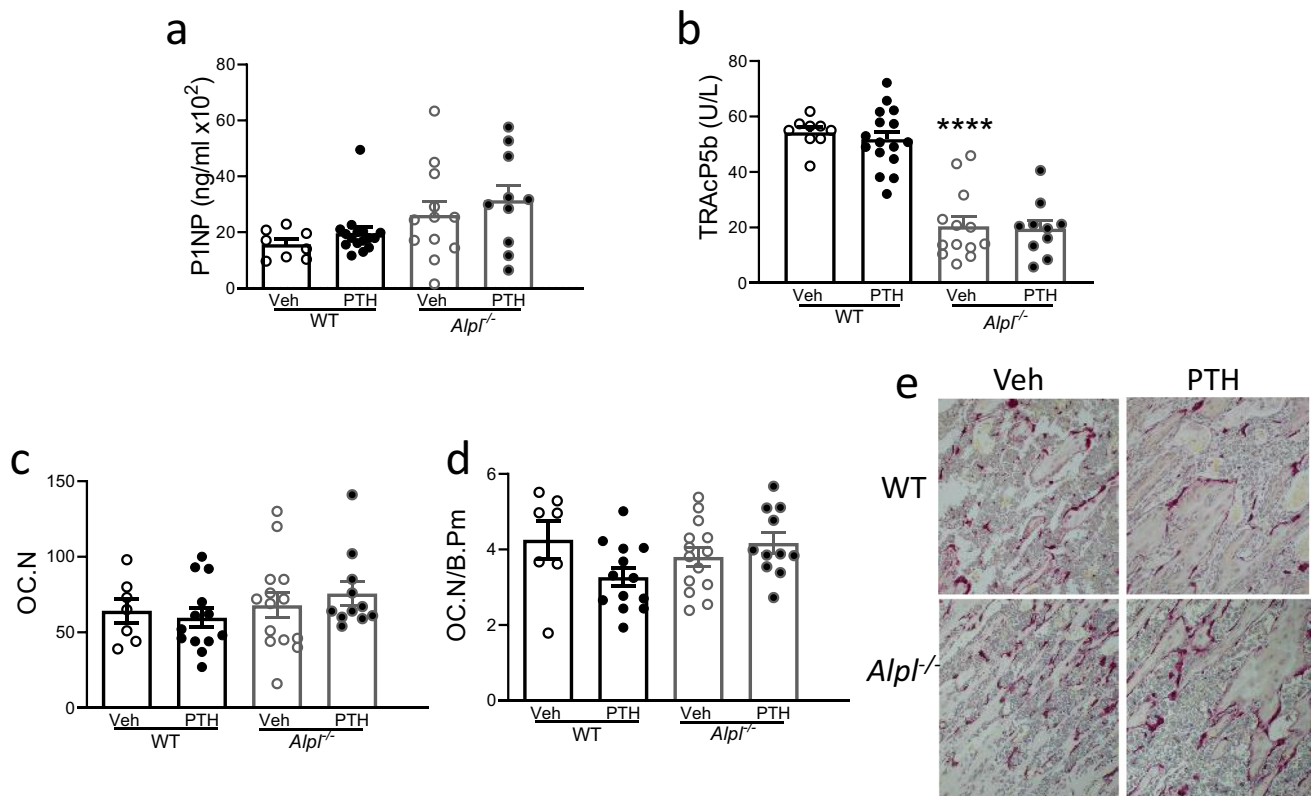 a
P1NP (ng/ml x10²)
80
60
40
20
0
Veh PTH Veh PTH
WT Alpl-/-
b
TRAcP5b (U/L)
80
60
40
20
0
****
Veh PTH Veh PTH
WT Alpl-/-
c
OC.N
150
100
50
0
Veh PTH Veh PTH
WT Alpl-/-
d
OC.N/B.Pm
6
4
2
0
Veh PTH Veh PTH
WT Alpl-/-
e
Veh PTH
WT
Alpl-/-